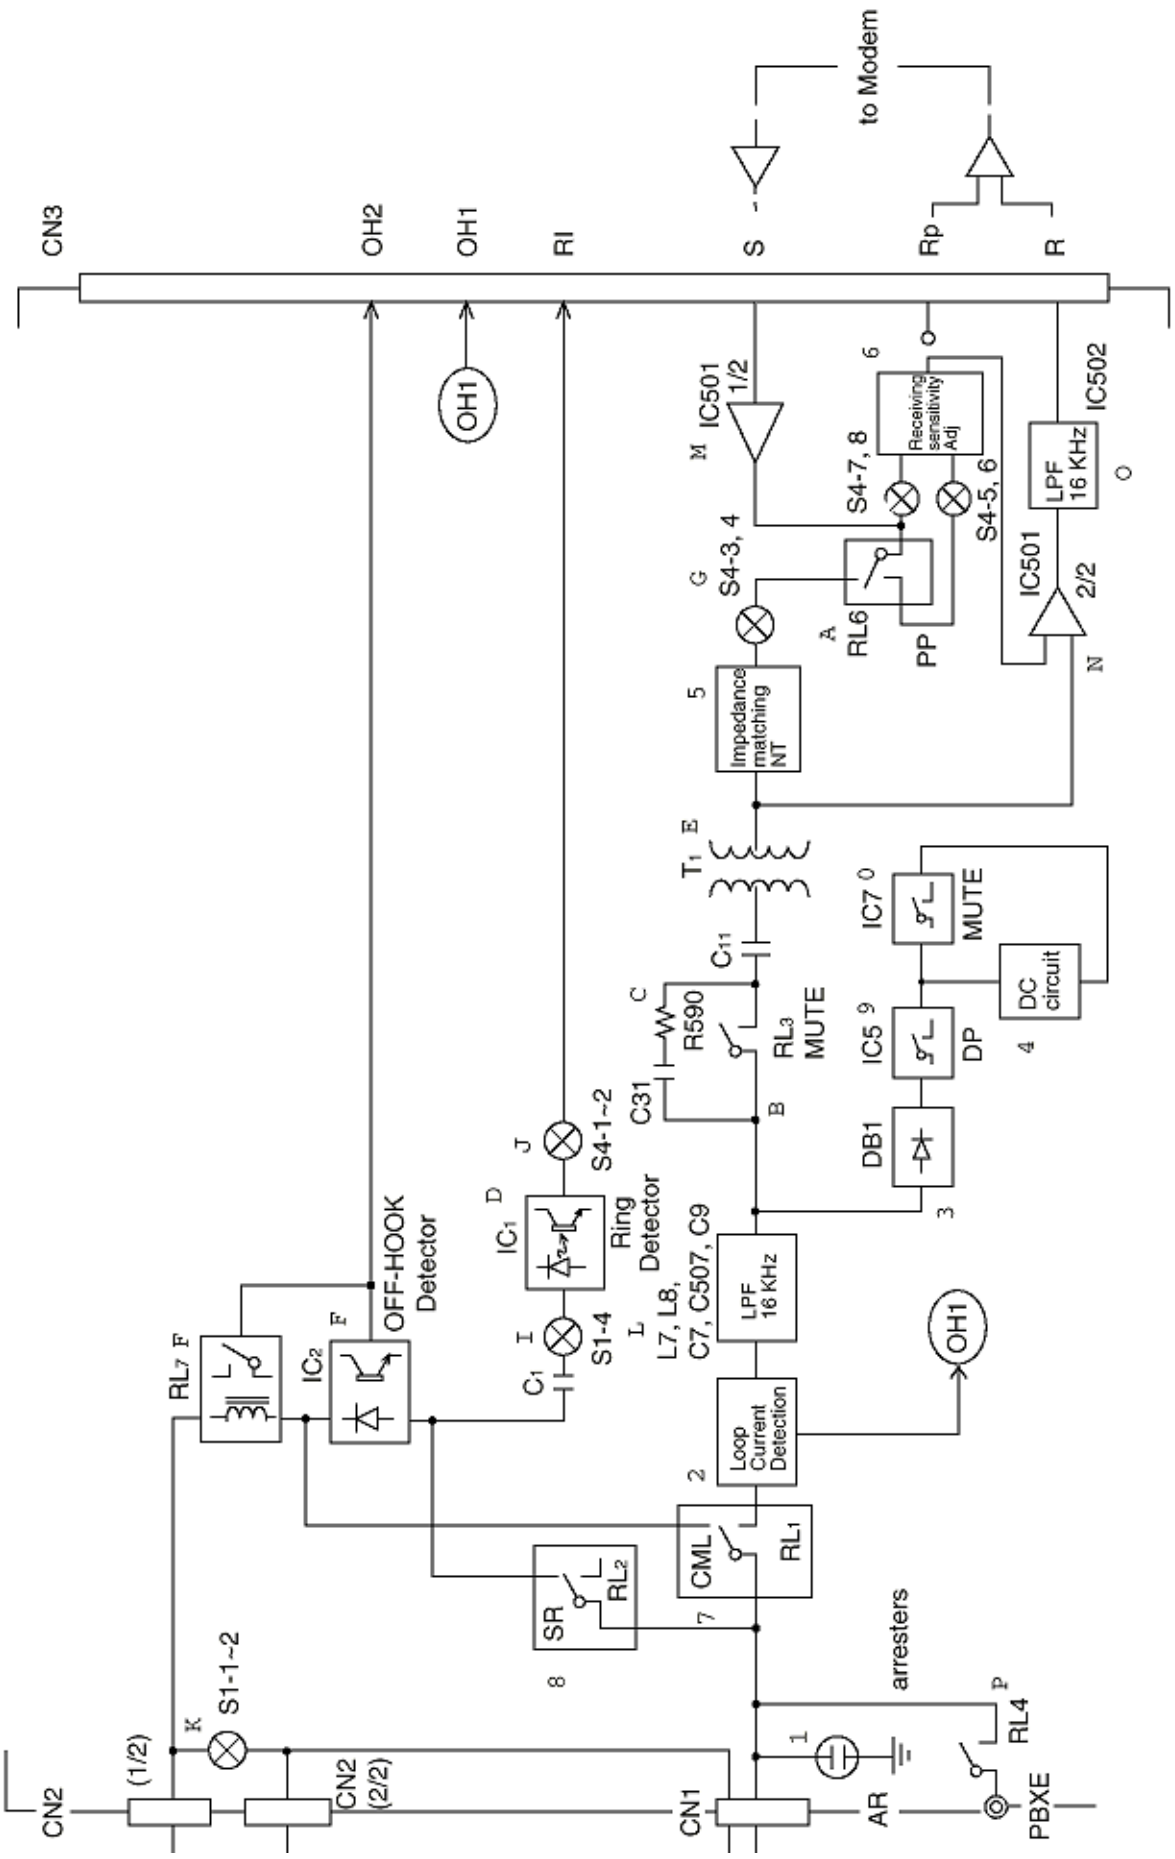 CN3
OH2
OH1
RI
S
Rp
R
to Modem
OH1
IC501
1/2
M
6
Receiving
sensitivity
Adj
S4-7, 8
S4-5, 6
IC502
LPF
16 KHz
O
IC501
2/2
N
G
S4-3, 4
A
RL6
PP
5
Impedance
matching
NT
E
T1
C11
C
R590
C31
RL3
MUTE
B
IC7 0
MUTE
IC5 9
DP
DC
circuit
4
DB1
3
J
S4-1~2
D
IC1
Ring
Detector
I
S1-4
C1
RL7 F
IC2
F
OFF-HOOK
Detector
L
L7, L8,
C7, C507, C9
LPF
16 KHz
OH1
2
Loop
Current
Detection
CML
RL1
7
SR
RL2
8
K
S1-1~2
CN2
(1/2)
CN2
(2/2)
CN1
1
arresters
AR
P
RL4
PBXE